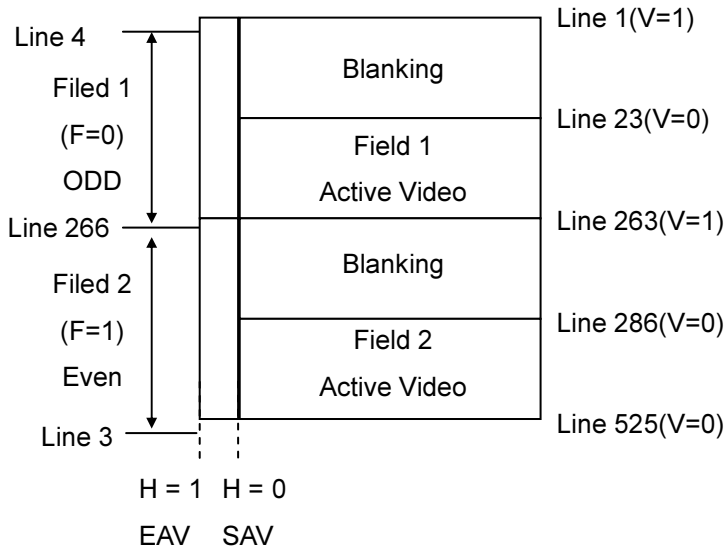 Line 4
Filed 1
(F=0)
ODD
Line 266
Filed 2
(F=1)
Even
Line 3
Blanking
Field 1
Active Video
Blanking
Field 2
Active Video
Line 1(V=1)
Line 23(V=0)
Line 263(V=1)
Line 286(V=0)
Line 525(V=0)
H = 1 H = 0
EAV SAV